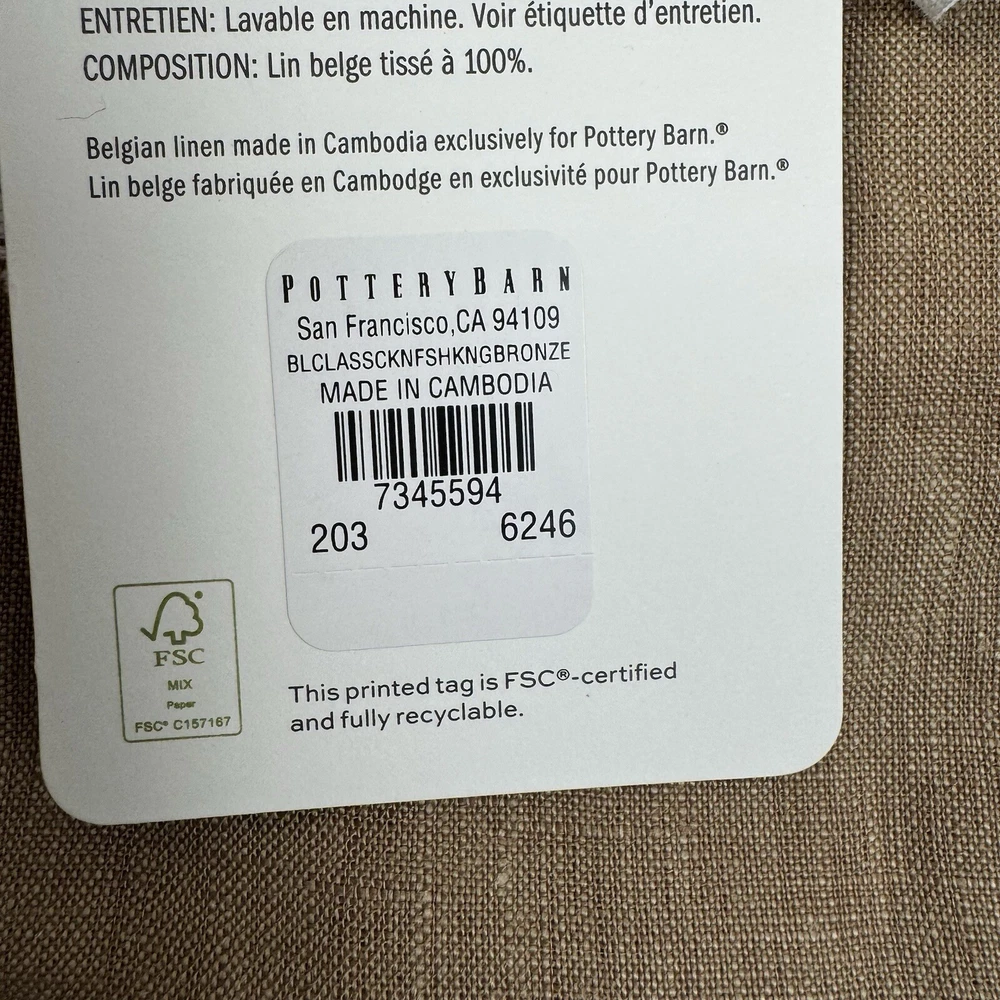 ENTRETIEN: Lavable en machine. Voir étiquette d'entretien.
COMPOSITION: Lin belge tissé à 100%.
Belgian linen made in Cambodia exclusively for Pottery Barn.®
Lin belge fabriquée en Cambodge en exclusivité pour Pottery Barn.®
POTTERY BARN
San Francisco,CA 94109
BLCLASSCKNFSHKNGBRONZE
MADE IN CAMBODIA
7345594
203 6246
FSC
MIX
Paper
FSC® C157167
This printed tag is FSC®-certified
and fully recyclable.